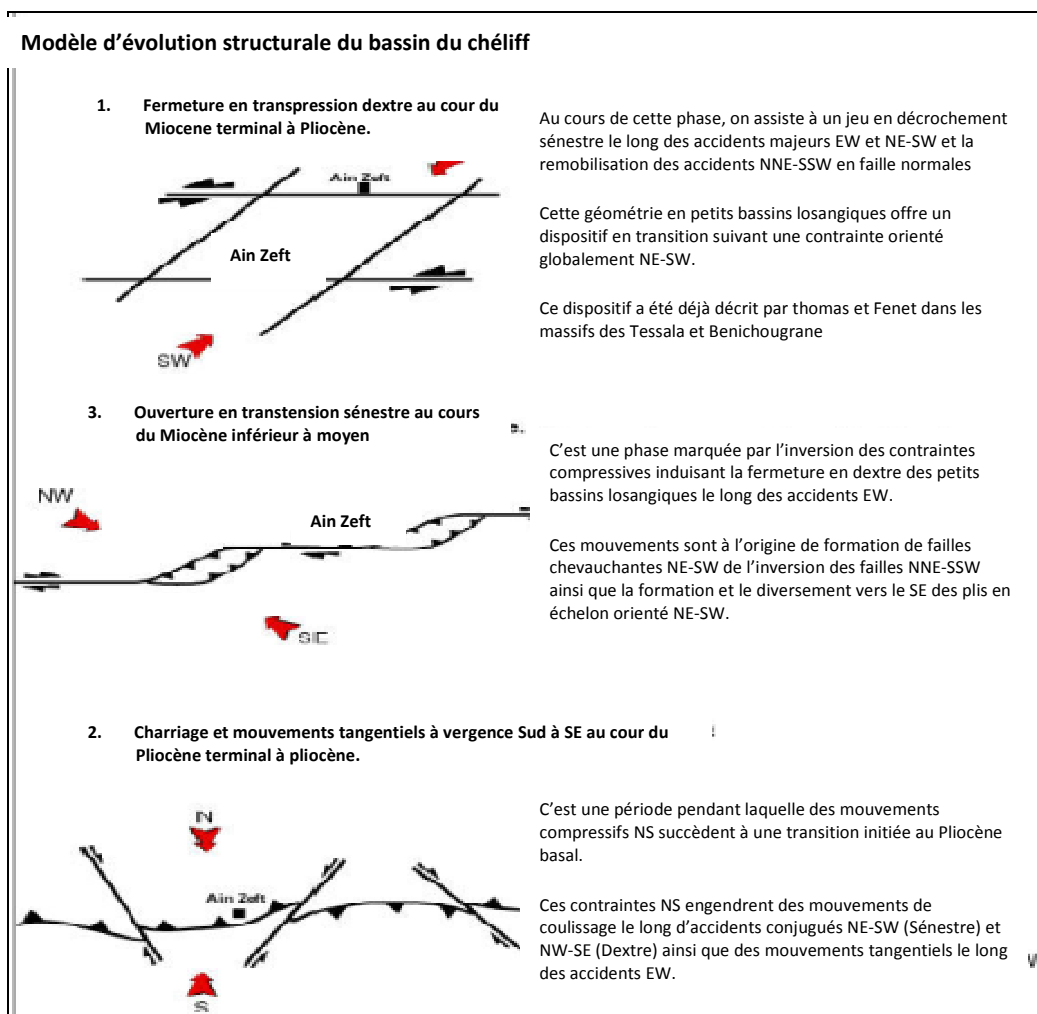 Modèle d'évolution structurale du bassin du chéliff
1. Fermeture en transpression dextre au cour du
Miocene terminal à Pliocène.
Au cours de cette phase, on assiste à un jeu en décrochement
sénestre le long des accidents majeurs EW et NE-SW et la
remobilisation des accidents NNE-SSW en faille normales
Cette géométrie en petits bassins losangiques offre un
dispositif en transition suivant une contrainte orienté
globalement NE-SW.
Ce dispositif a été déjà décrit par thomas et Fenet dans les
massifs des Tessala et Benichougrane
Ain Zeft
Ain Zeft
SW
3. Ouverture en transtension sénestre au cours
du Miocène inférieur à moyen
C'est une phase marquée par l'inversion des contraintes
compressives induisant la fermeture en dextre des petits
bassins losangiques le long des accidents EW.
Ces mouvements sont à l'origine de formation de failles
chevauchantes NE-SW de l'inversion des failles NNE-SSW
ainsi que la formation et le diversement vers le SE des plis en
échelon orienté NE-SW.
NW
Ain Zeft
SE
2. Charriage et mouvements tangentiels à vergence Sud à SE au cour du
Pliocène terminal à pliocène.
C'est une période pendant laquelle des mouvements
compressifs NS succèdent à une transition initiée au Pliocène
basal.
Ces contraintes NS engendrent des mouvements de
coulissage le long d'accidents conjugués NE-SW (Sénestre) et
NW-SE (Dextre) ainsi que des mouvements tangentiels le long
des accidents EW.
N
Ain Zeft
S